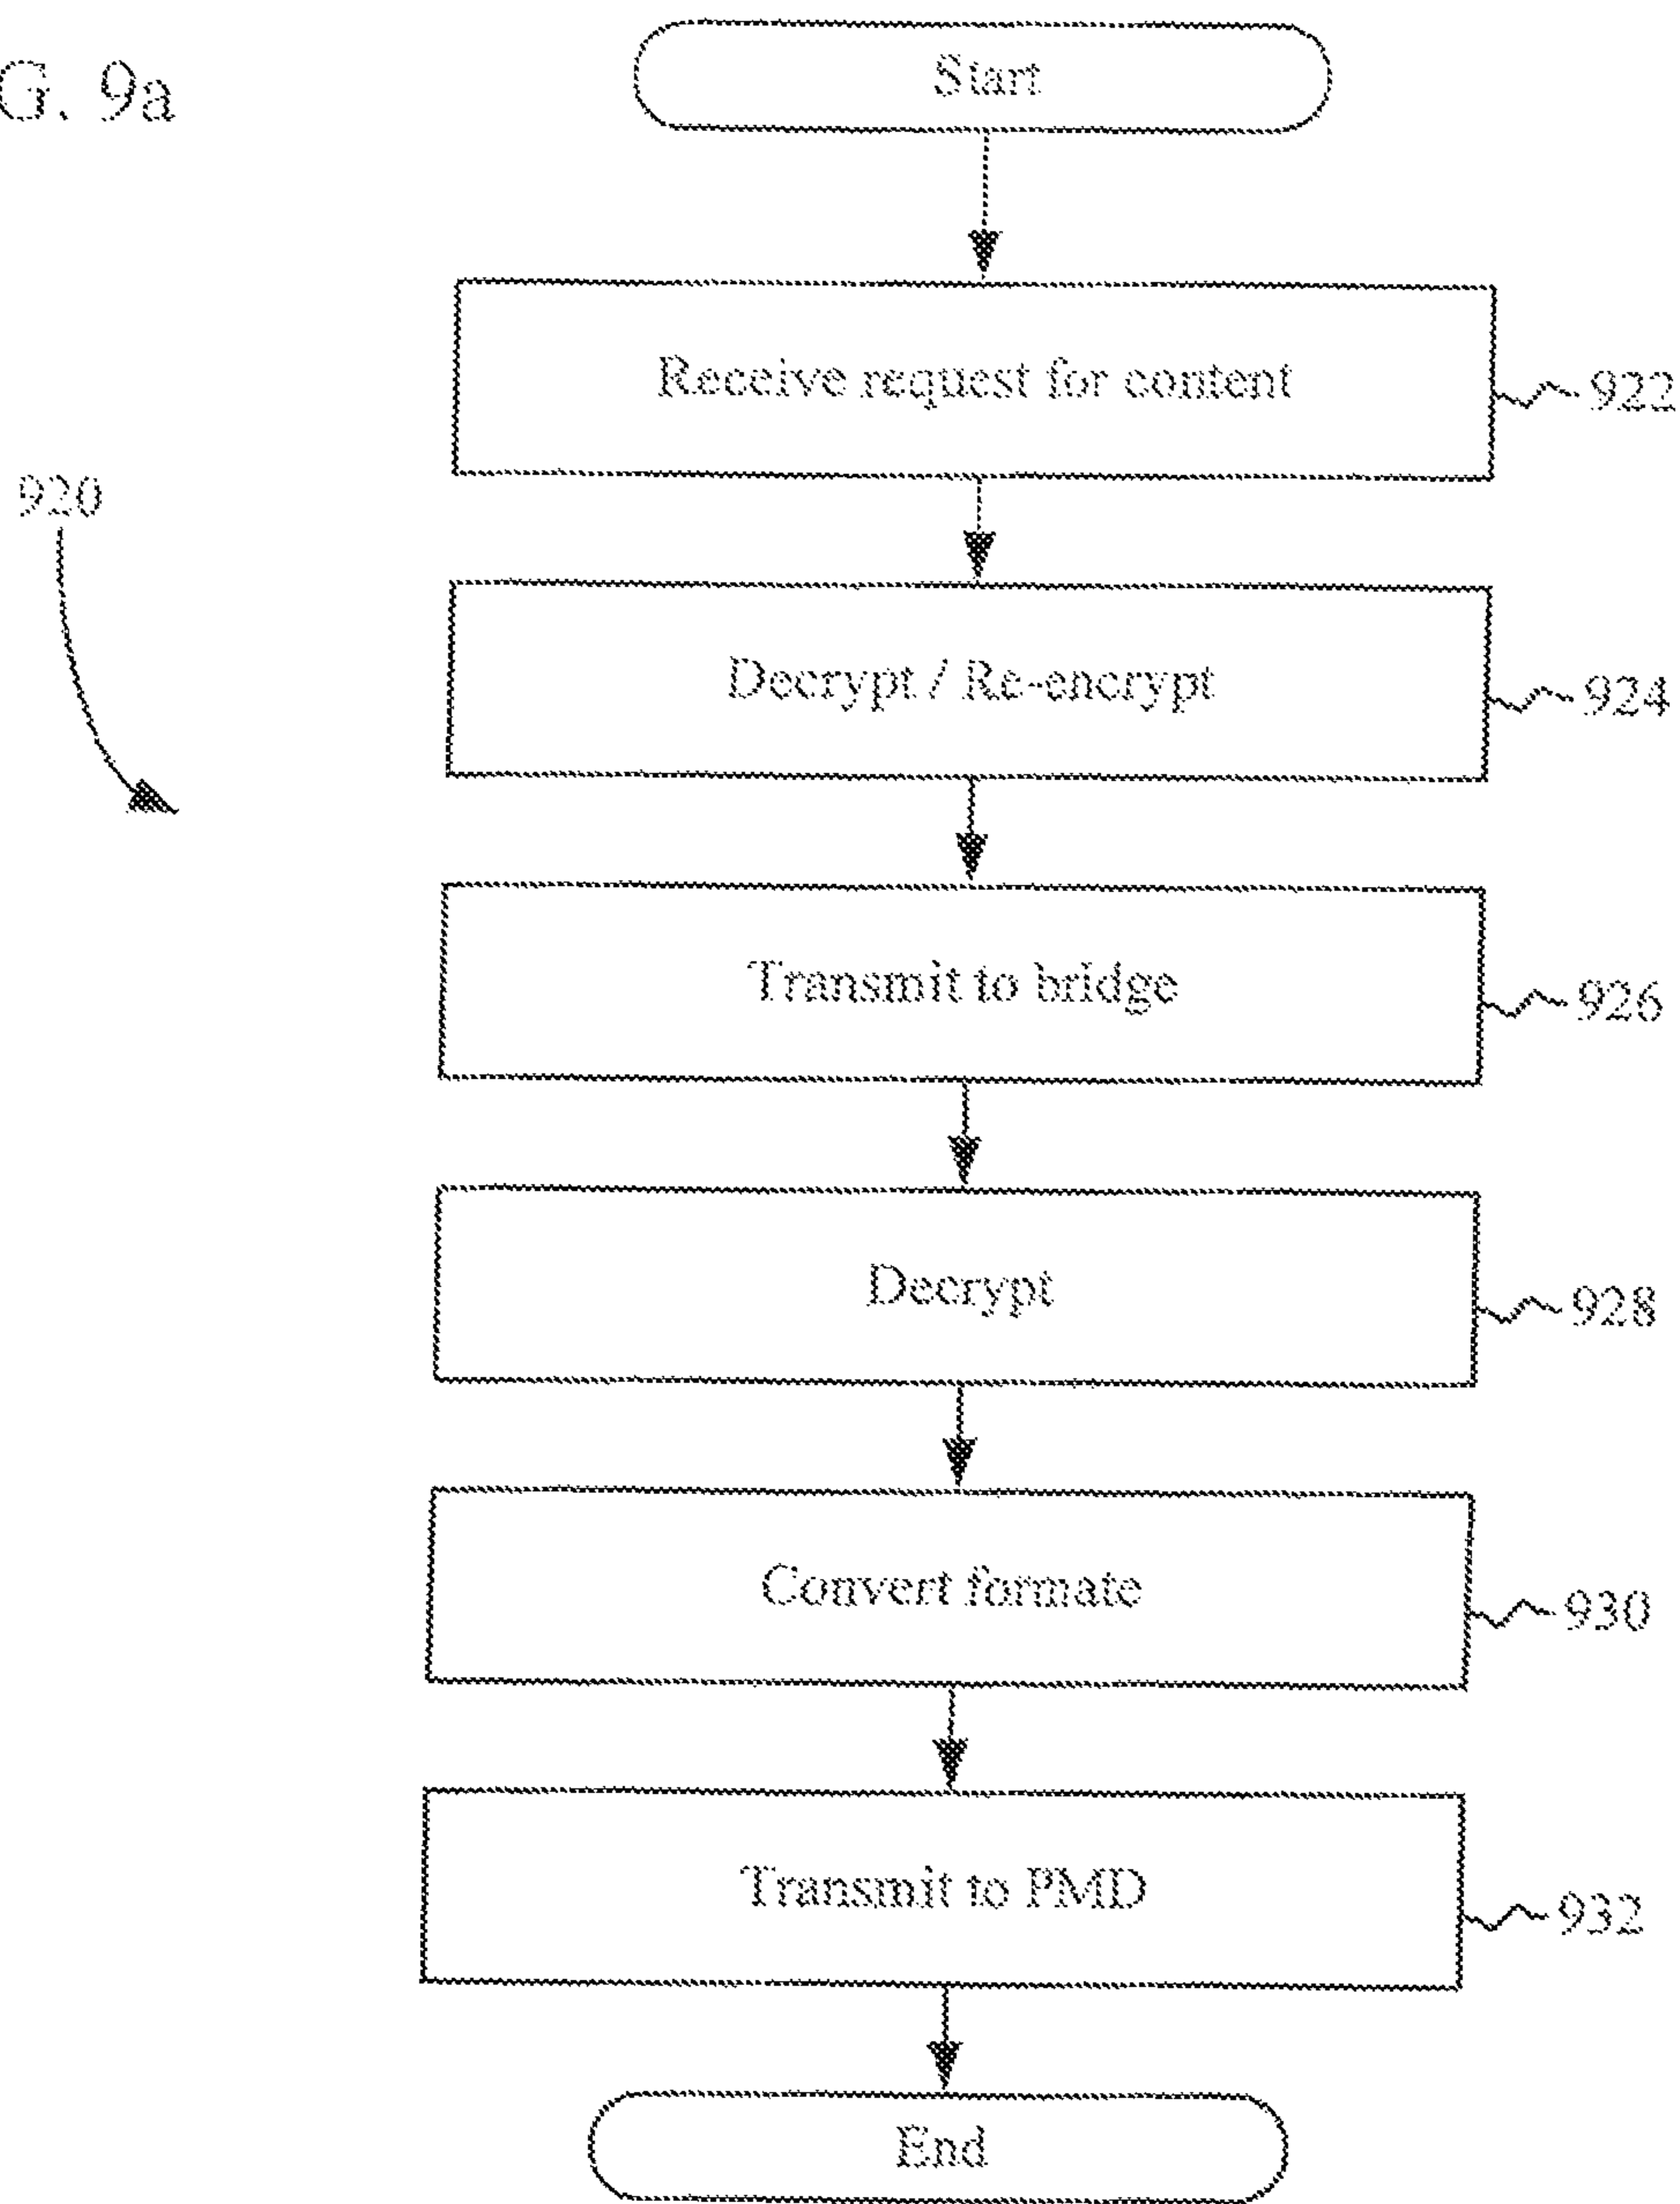 G. 9a
Start
Receive request for content
922
920
Decrypt / Re-encrypt
924
Transmit to bridge
926
Decrypt
928
Convert formate
930
Transmit to PMD
932
End